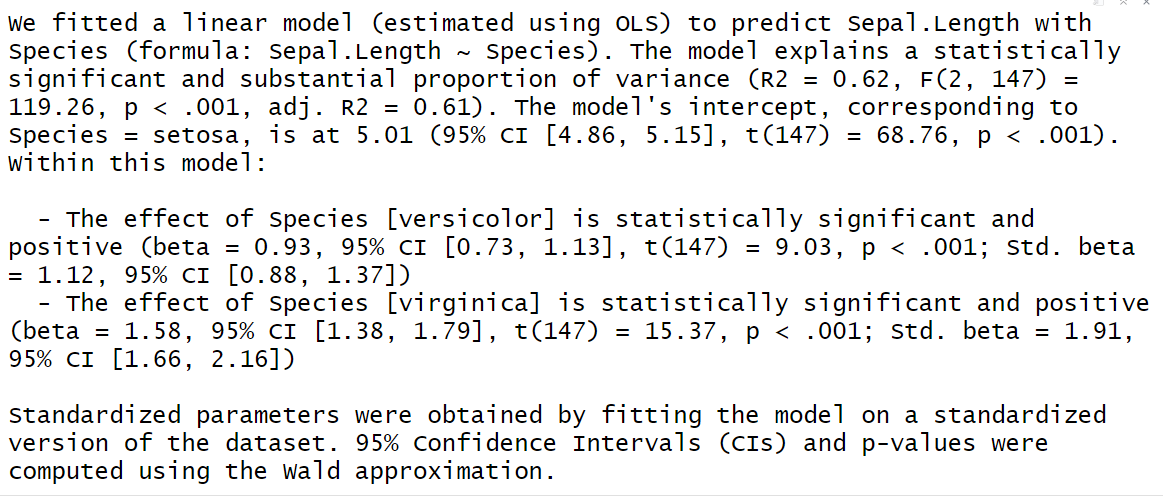 We fitted a linear model (estimated using OLS) to predict Sepal.Length with
Species (formula: Sepal.Length ~ Species). The model explains a statistically
significant and substantial proportion of variance (R2 = 0.62, F(2, 147) =
119.26, p < .001, adj. R2 = 0.61). The model's intercept, corresponding to
Species = setosa, is at 5.01 (95% CI [4.86, 5.15], t(147) = 68.76, p < .001).
Within this model:

  - The effect of Species [versicolor] is statistically significant and
positive (beta = 0.93, 95% CI [0.73, 1.13], t(147) = 9.03, p < .001; Std. beta
= 1.12, 95% CI [0.88, 1.37])
  - The effect of Species [virginica] is statistically significant and positive
(beta = 1.58, 95% CI [1.38, 1.79], t(147) = 15.37, p < .001; Std. beta = 1.91,
95% CI [1.66, 2.16])

Standardized parameters were obtained by fitting the model on a standardized
version of the dataset. 95% Confidence Intervals (CIs) and p-values were
computed using the Wald approximation.